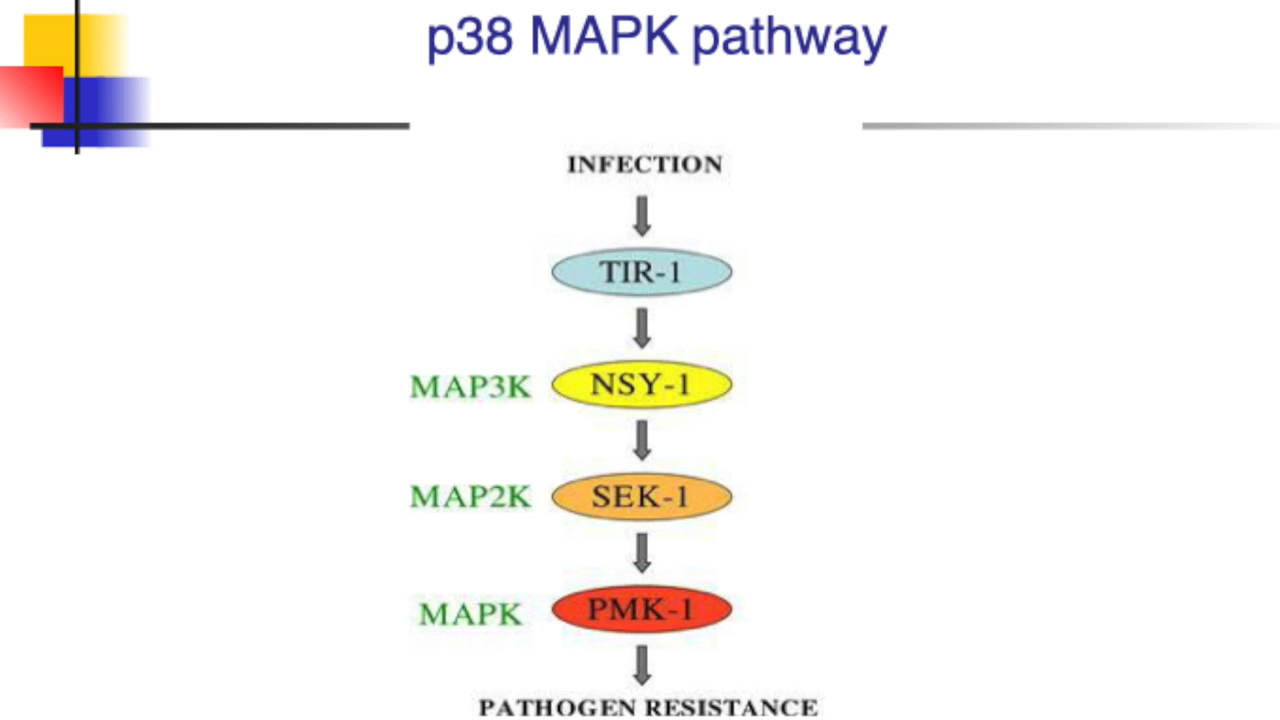 p38 MAPK pathway
INFECTION
TIR-1
MAP3K NSY-1
MAP2K SEK-1
MAPK PMK-1
PATHOGEN RESISTANCE